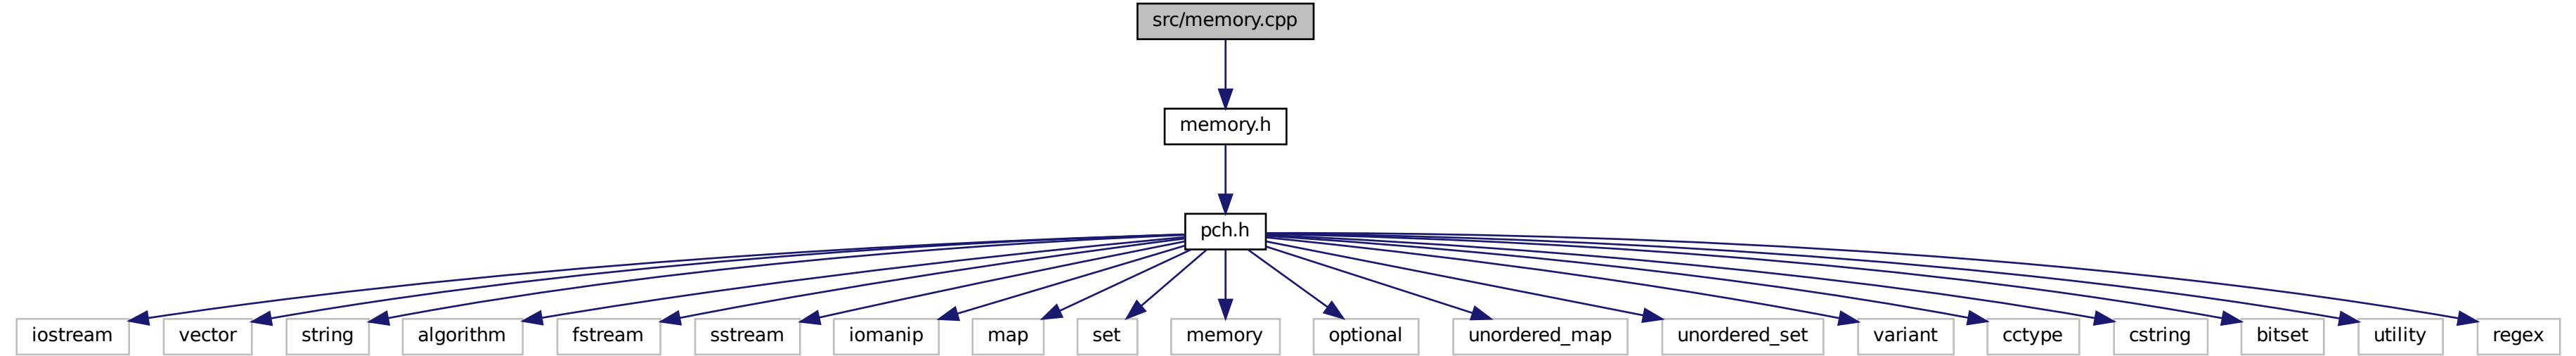 src/memory.cpp
memory.h
pch.h
iostream
vector
string
algorithm
fstream
sstream
iomanip
map
set
memory
optional
unordered_map
unordered_set
variant
cctype
cstring
bitset
utility
regex